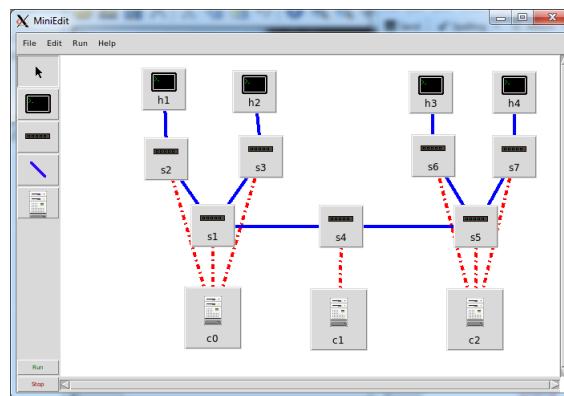 MiniEdit
File Edit Run Help
h1 h2 h3 h4
s2 s3 s6 s7
s1 s4 s5
c0 c1 c2
Run
Stop